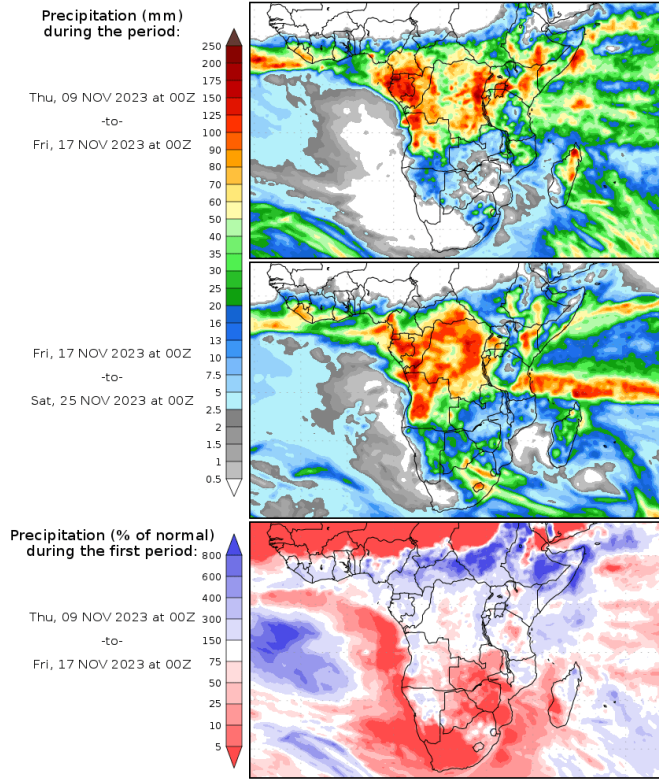 Precipitation (mm)
during the period:
Thu, 09 NOV 2023 at 00Z
-to-
Fri, 17 NOV 2023 at 00Z
250
200
175
150
125
100
90
80
70
60
50
40
35
30
25
20
16
13
10
7.5
5
2.5
2
1.5
1
0.5
Fri, 17 NOV 2023 at 00Z
-to-
Sat, 25 NOV 2023 at 00Z
Precipitation (% of normal)
during the first period:
Thu, 09 NOV 2023 at 00Z
-to-
Fri, 17 NOV 2023 at 00Z
800
600
400
300
150
75
50
25
10
5